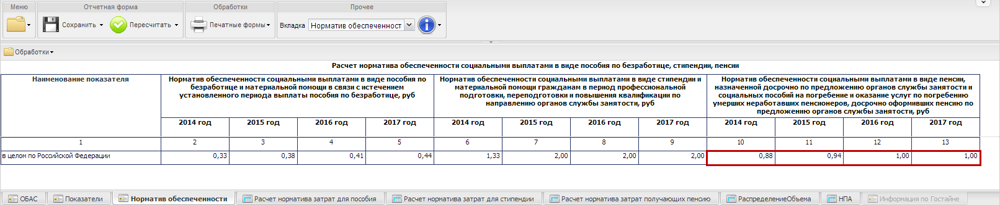 Меню
Отчетная форма
Обработки
Прочее
Сохранить
Пересчитать
Печатные формы
Вкладка
Норматив обеспеченност
Обработки
Расчет норматива обеспеченности социальными выплатами в виде пособия по безработице, стипендии, пенсии
Наименование показателя
Норматив обеспеченности социальными выплатами в виде пособия по
безработице и материальной помощи в связи с истечением
установленного периода выплаты пособия по безработице, руб
Норматив обеспеченности социальными выплатами в виде стипендии и
материальной помощи гражданам в период профессиональной
подготовки, переподготовки и повышения квалификации по
направлению органов службы занятости, руб
Норматив обеспеченности социальными выплатами в виде пенсии,
назначенной досрочно по предложению органов службы занятости и
социальных пособий на погребение и оказание услуг по погребению
умерших неработавших пенсионеров, досрочно оформивших пенсию по
предложению органов службы занятости, руб
2014 год 2015 год 2016 год 2017 год 2014 год 2015 год 2016 год 2017 год 2014 год 2015 год 2016 год 2017 год
1 2 3 4 5 6 7 8 9 10 11 12 13
в целом по Российской Федерации 0,33 0,38 0,41 0,44 1,33 2,00 2,00 2,00 0,88 0,94 1,00 1,00
ОБАС
Показатели
Норматив обеспеченности
Расчет норматива затрат для пособия
Расчет норматива затрат для стипендии
Расчет норматива затрат получающих пенсию
РаспределениеОбъема
НПА
Информация по Гостайне